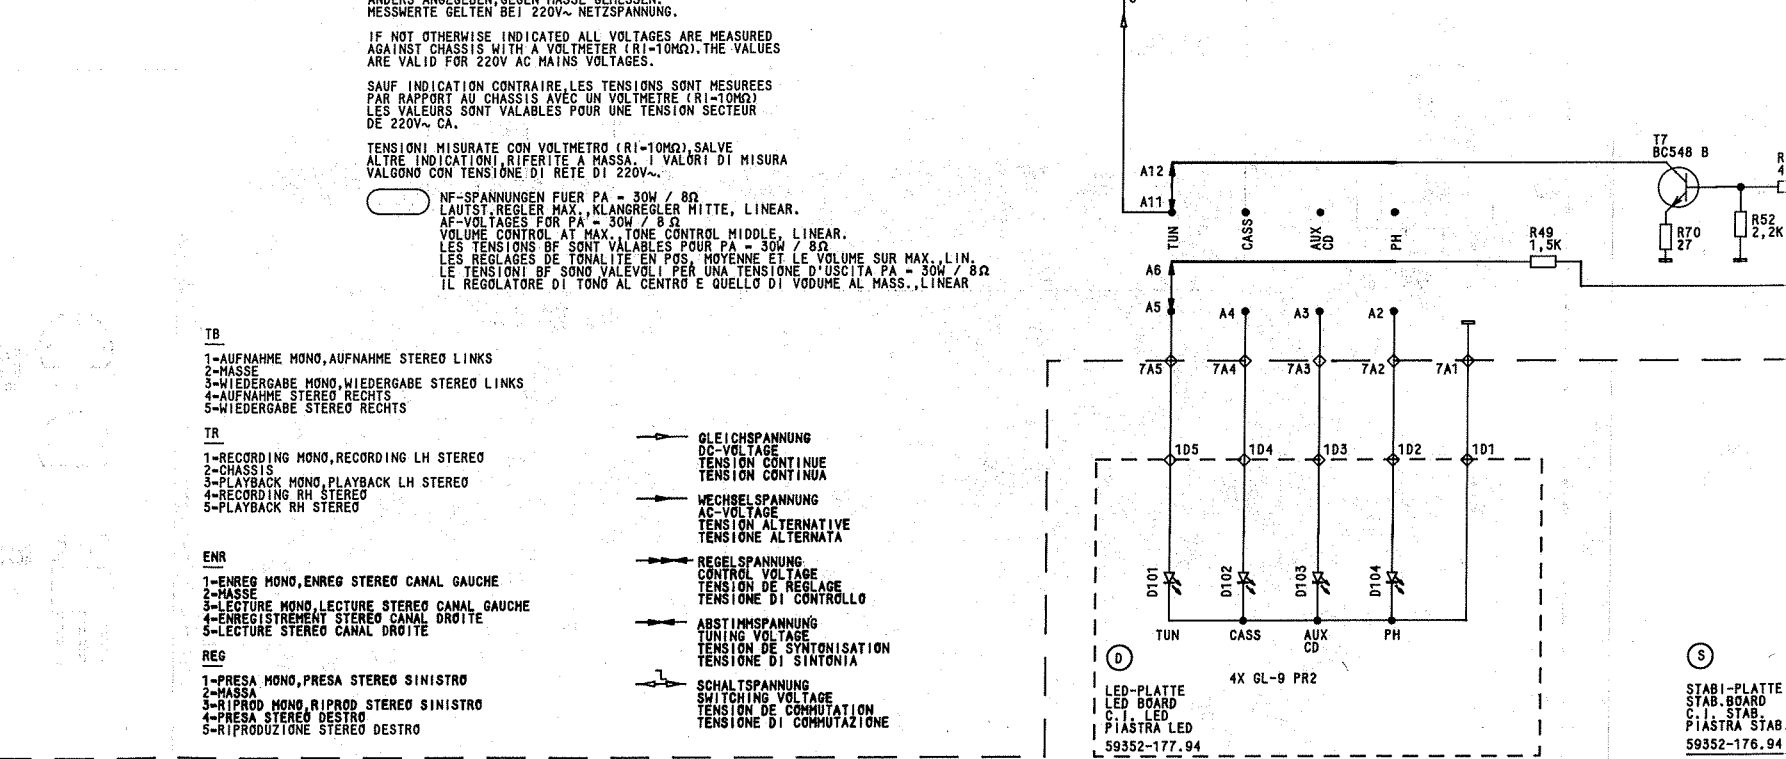 MESSWERTE GELTEN BEI 220V~ NETZSPANNUNG.
IF NOT OTHERWISE INDICATED ALL VOLTAGES ARE MEASURED
AGAINST CHASSIS WITH A VOLTMETER (RI=10MΩ).THE VALUES
ARE VALID FOR 220V AC MAINS VOLTAGES.
SAUF INDICATION CONTRAIRE,LES TENSIONS SONT MESUREES
PAR RAPPORT AU CHASSIS AVEC UN VOLTMETRE (RI=10MΩ)
LES VALEURS SONT VALABLES POUR UNE TENSION SECTEUR
DE 220V~ CA.
TENSIONI MISURATE CON VOLTMETRO (RI=10MΩ),SALVE
ALTRE INDICATIONI,RIFERITE A MASSA. I VALORI DI MISURA
VALGONO CON TENSIONE DI RETE DI 220V~.
NF-SPANNUNGEN FUER PA = 30W / 8Ω
LAUTST.REGLER MAX.,KLANGREGLER MITTE, LINEAR.
AF-VOLTAGES FOR PA = 30W / 8 Ω
VOLUME CONTROL AT MAX.,TONE CONTROL MIDDLE, LINEAR.
LES TENSIONS BF SONT VALABLES POUR PA = 30W / 8Ω
LES REGLAGES DE TONALITE EN POS, MOYENNE ET LE VOLUME SUR MAX.,LIN.
LE TENSIONI BF SONO VALEVOLI PER UNA TENSIONE D'USCITA PA = 30W / 8Ω
IL REGOLATORE DI TONO AL CENTRO E QUELLO DI VODUME AL MASS.,LINEAR
TB
1=AUFNAHME MONO,AUFNAHME STEREO LINKS
2=MASSE
3=WIEDERGABE MONO,WIEDERGABE STEREO LINKS
4=AUFNAHME STEREO RECHTS
5=WIEDERGABE STEREO RECHTS
TR
1=RECORDING MONO,RECORDING LH STEREO
2=CHASSIS
3=PLAYBACK MONO,PLAYBACK LH STEREO
4=RECORDING RH STEREO
5=PLAYBACK RH STEREO
ENR
1=ENREG MONO,ENREG STEREO CANAL GAUCHE
2=MASSE
3=LECTURE MONO,LECTURE STEREO CANAL GAUCHE
4=ENREGISTREMENT STEREO CANAL DROITE
5=LECTURE STEREO CANAL DROITE
REG
1=PRESA MONO,PRESA STEREO SINISTRO
2=MASSA
3=RIPROD MONO,RIPROD STEREO SINISTRO
4=PRESA STEREO DESTRO
5=RIPRODUZIONE STEREO DESTRO
GLEICHSPANNUNG
DC-VOLTAGE
TENSION CONTINUE
TENSION CONTINUA
WECHSELSPANNUNG
AC-VOLTAGE
TENSION ALTERNATIVE
TENSIONE ALTERNATA
REGELSPANNUNG
CONTROL VOLTAGE
TENSION DE REGLAGE
TENSIONE DI CONTROLLO
ABSTIMMSPANNUNG
TUNING VOLTAGE
TENSION DE SYNTONISATION
TENSIONE DI SINTONIA
SCHALTSPANNUNG
SWITCHING VOLTAGE
TENSION DE COMMUTATION
TENSIONE DI COMMUTAZIONE
T7
BC548 B
A12
A11
TUN
CASS
AUX
CD
PH
R70
27
R52
2,2K
R49
1,5K
A6
A5
A4
A3
A2
7A5
7A4
7A3
7A2
7A1
1D5
1D4
1D3
1D2
1D1
D101
D102
D103
D104
TUN
CASS
AUX
CD
PH
4X GL-9 PR2
D
LED-PLATTE
LED BOARD
C.I. LED
PIASTRA LED
59352-177.94
S
STABI-PLATTE
STAB.BOARD
C.I. STAB.
PIASTRA STAB.
59352-176.94